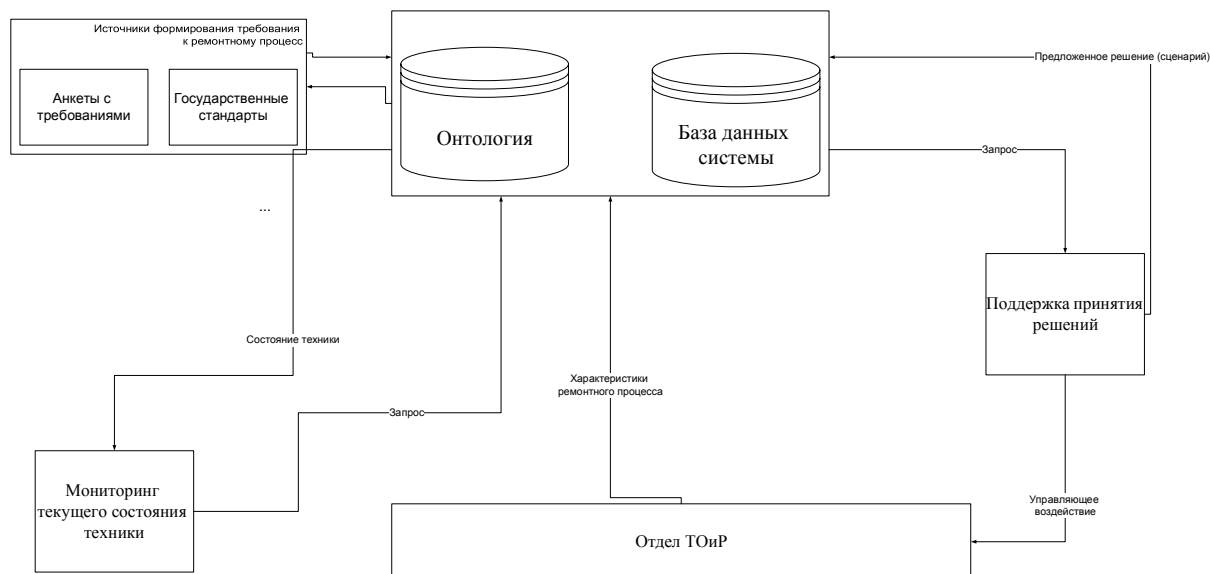 Источники формирования требования
к ремонтному процесс
Анкеты с
требованиями
Государственные
стандарты
Онтология
База данных
системы
Предложенное решение (сценарий)
Запрос
...
Поддержка принятия
решений
Состояние техники
Характеристики
ремонтного процесса
Запрос
Мониторинг
текущего состояния
техники
Управляющее
воздействие
Отдел ТОиР